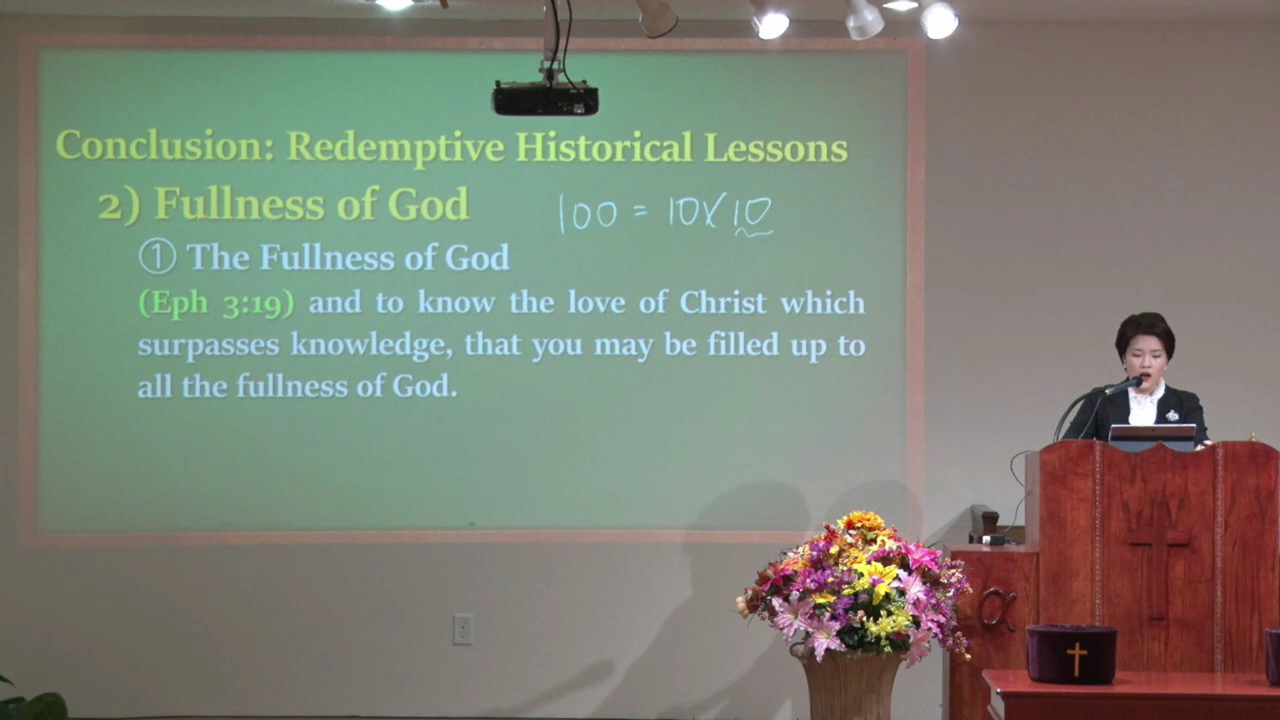 Conclusion: Redemptive Historical Lessons
2) Fullness of God 100 = 10X10
① The Fullness of God
(Eph 3:19) and to know the love of Christ which
surpasses knowledge, that you may be filled up to
all the fullness of God.
α